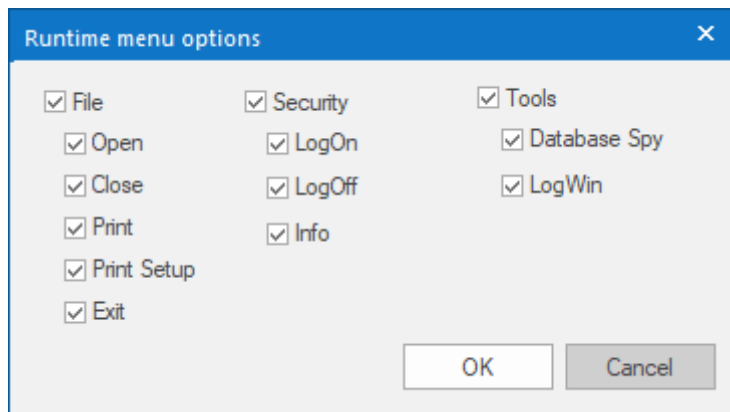 Runtime menu options
File
Open
Close
Print
Print Setup
Exit
Security
LogOn
LogOff
Info
Tools
Database Spy
LogWin
OK
Cancel